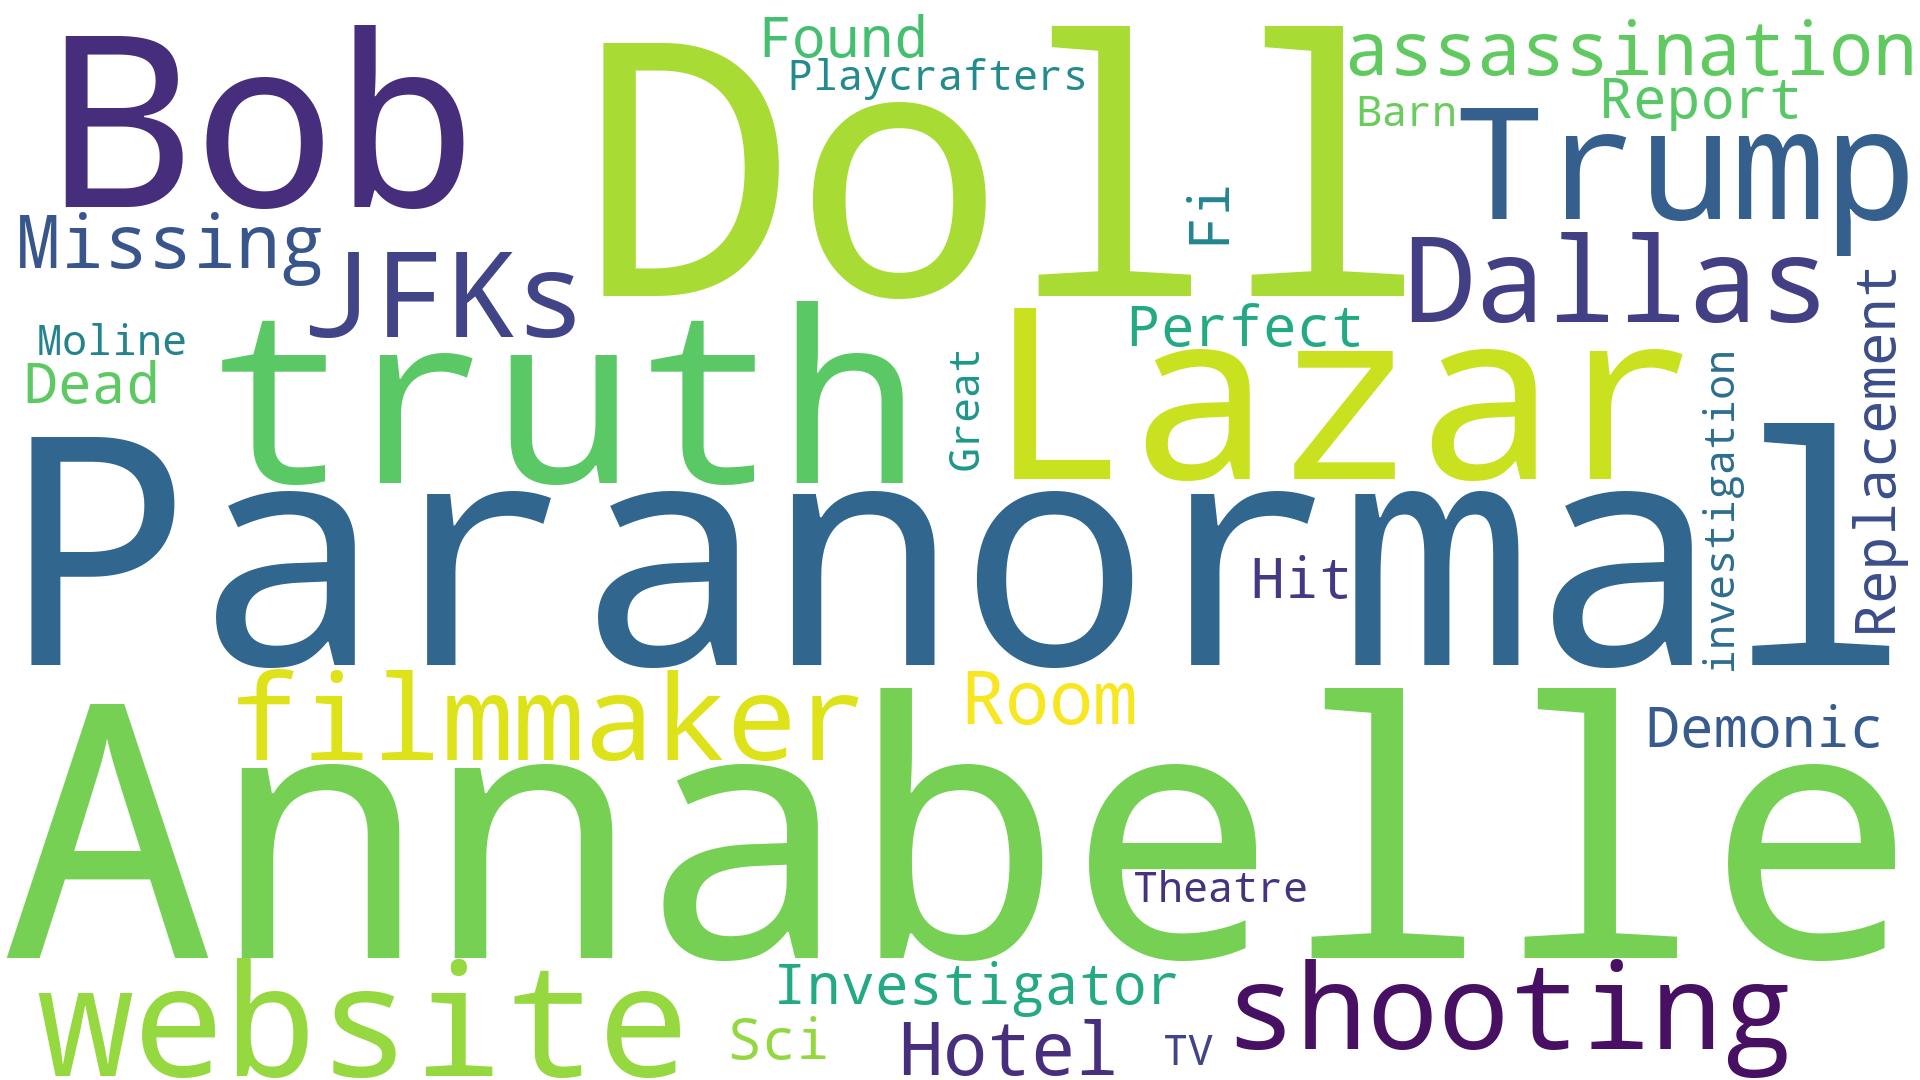 Bob
Doll
Found
Playcrafters
assassination
Report
Barn
Trump
Fi
Missing
JFKs
Dallas
Perfect
Moline
Dead
truth
Great
Lazar
investigation
Replacement
Paranormal
Hit
filmmaker
Room
Demonic
Annabelle
Theatre
website
Investigator
Sci
Hotel
TV
shooting